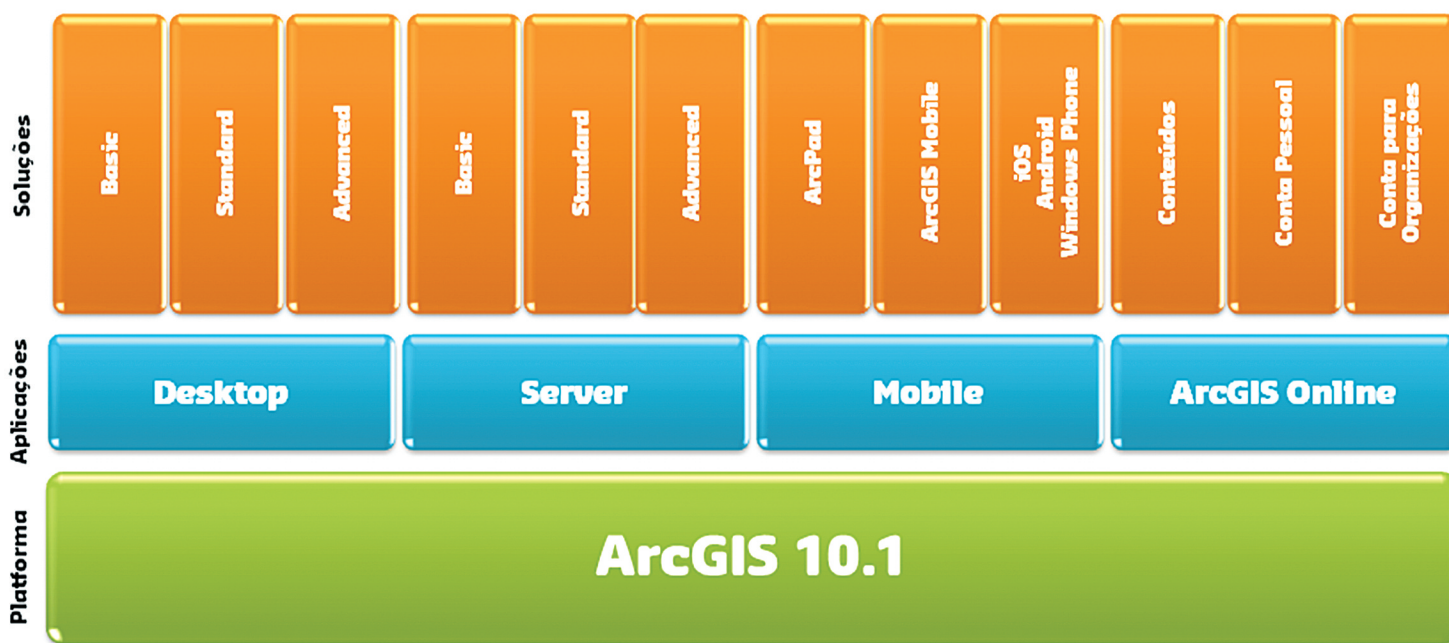 Soluções
Basic
Standard
Advanced
Basic
Standard
Advanced
ArcPad
ArcGIS Mobile
iOS
Android
Windows Phone
Conteúdos
Conta Pessoal
Conta para
Organizações
Aplicações
Desktop
Server
Mobile
ArcGIS Online
Platforma
ArcGIS 10.1